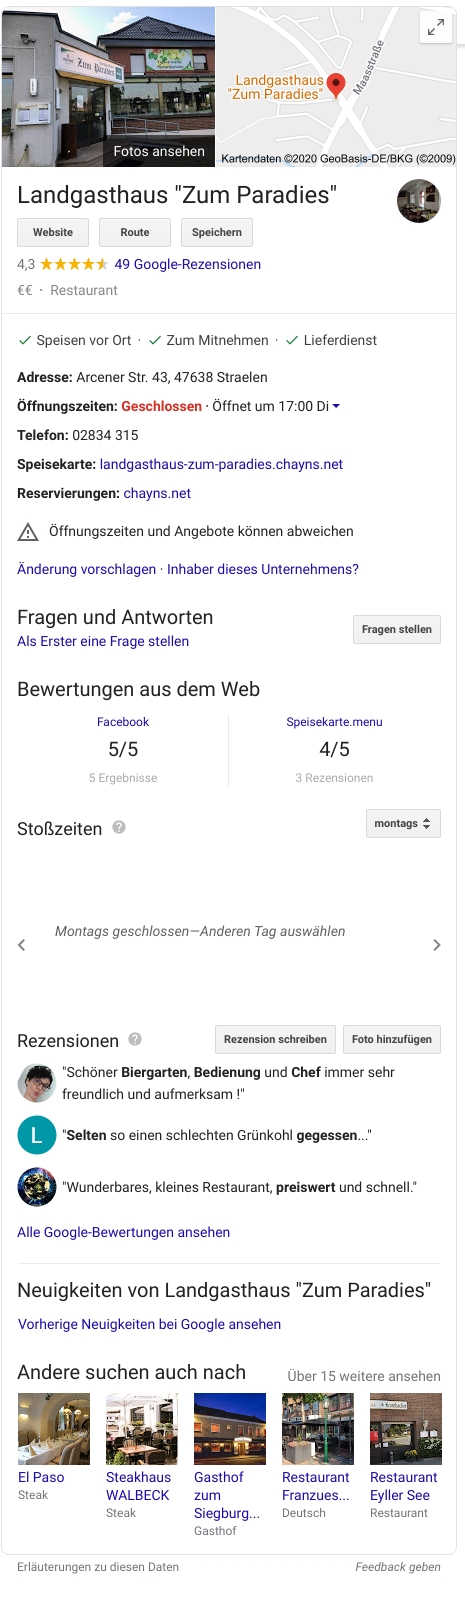 Zum Paradies
Fotos ansehen
Landgasthaus
"Zum Paradies"
Maasstraße
Kartendaten ©2020 GeoBasis-DE/BKG (©2009)
Landgasthaus "Zum Paradies"
Website Route Speichern
4,3 49 Google-Rezensionen
€€ · Restaurant
Speisen vor Ort · Zum Mitnehmen · Lieferdienst
Adresse: Arcener Str. 43, 47638 Straelen
Öffnungszeiten: Geschlossen · Öffnet um 17:00 Di
Telefon: 02834 315
Speisekarte: landgasthaus-zum-paradies.chayns.net
Reservierungen: chayns.net
Öffnungszeiten und Angebote können abweichen
Änderung vorschlagen · Inhaber dieses Unternehmens?
Fragen und Antworten
Als Erster eine Frage stellen
Fragen stellen
Bewertungen aus dem Web
Facebook Speisekarte.menu
5/5 4/5
5 Ergebnisse 3 Rezensionen
Stoßzeiten ? montags
Montags geschlossen—Anderen Tag auswählen
Rezensionen ? Rezension schreiben Foto hinzufügen
"Schöner Biergarten, Bedienung und Chef immer sehr
freundlich und aufmerksam !"
L "Selten so einen schlechten Grünkohl gegessen..."
"Wunderbares, kleines Restaurant, preiswert und schnell."
Alle Google-Bewertungen ansehen
Neuigkeiten von Landgasthaus "Zum Paradies"
Vorherige Neuigkeiten bei Google ansehen
Andere suchen auch nach Über 15 weitere ansehen
Krombacher
El Paso
Steak
Steakhaus
WALBECK
Steak
Gasthof
zum
Siegburg...
Gasthof
Restaurant
Franzues...
Deutsch
Restaurant
Eyller See
Restaurant
Erläuterungen zu diesen Daten Feedback geben